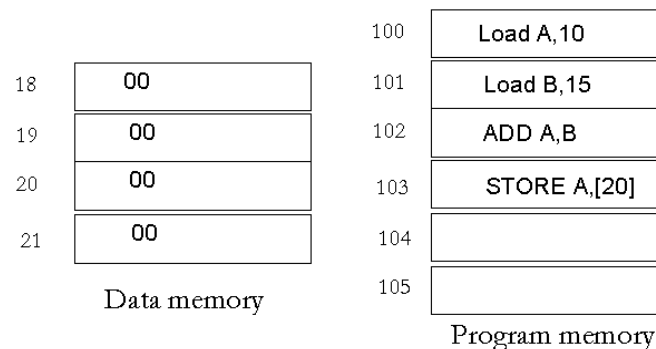 18 00
19 00
20 00
21 00
Data memory
100 Load A,10
101 Load B,15
102 ADD A,B
103 STORE A,[20]
104
105
Program memory